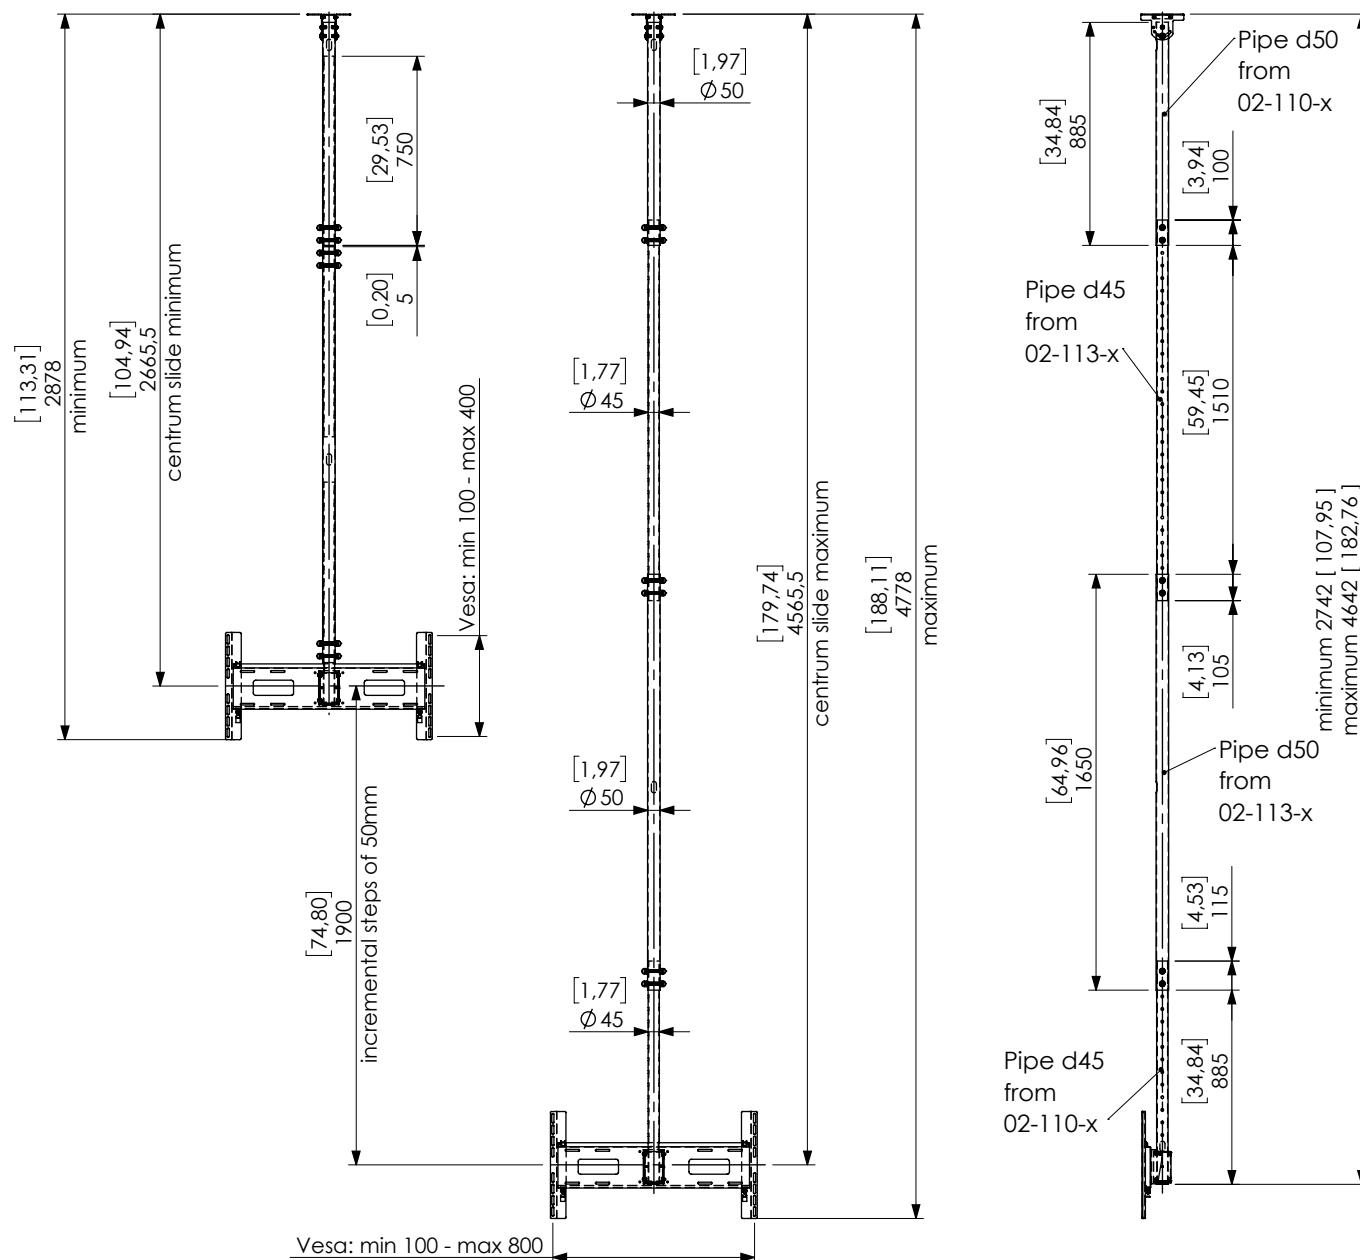 [113,31]
2878
minimum
[104,94]
2665,5
centrum slide minimum
[29,53]
750
[0,20]
5
Vesa: min 100 - max 400
[74,80]
1900
incremental steps of 50mm
[1,97]
Ø50
[1,77]
Ø45
[1,97]
Ø50
[1,77]
Ø45
[179,74]
4565,5
centrum slide maximum
[188,11]
4778
maximum
Vesa: min 100 - max 800
[34,84]
885
Pipe d50
from
02-110-x
[3,94]
100
Pipe d45
from
02-113-x
[59,45]
1510
[4,13]
105
[64,96]
1650
Pipe d50
from
02-113-x
[4,53]
115
[34,84]
885
Pipe d45
from
02-110-x
minimum 2742 [107,95]
maximum 4642 [182,76]